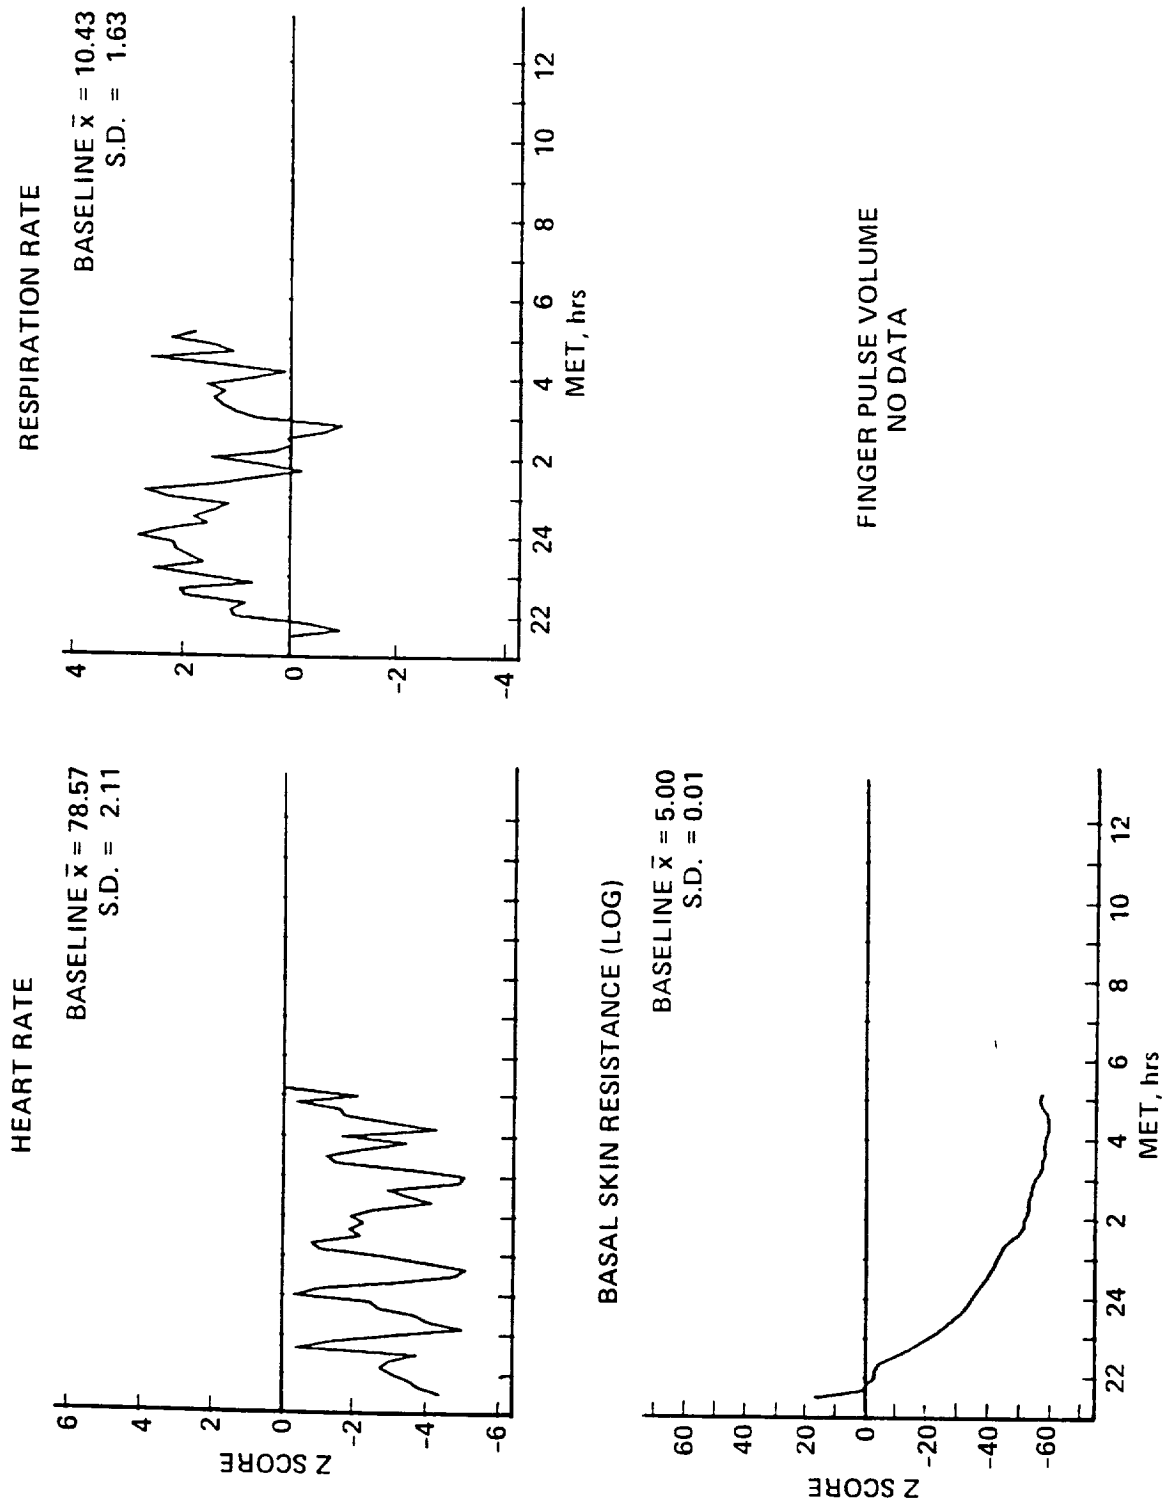 HEART RATE
BASELINE x̄ = 78.57
S.D. = 2.11
6
4
2
0
-2
-4
-6
Z SCORE
RESPIRATION RATE
BASELINE x̄ = 10.43
S.D. = 1.63
4
2
0
-2
-4
22 24 2 4 6 8 10 12
MET, hrs
BASAL SKIN RESISTANCE (LOG)
BASELINE x̄ = 5.00
S.D. = 0.01
60
40
20
0
-20
-40
-60
Z SCORE
22 24 2 4 6 8 10 12
MET, hrs
FINGER PULSE VOLUME
NO DATA